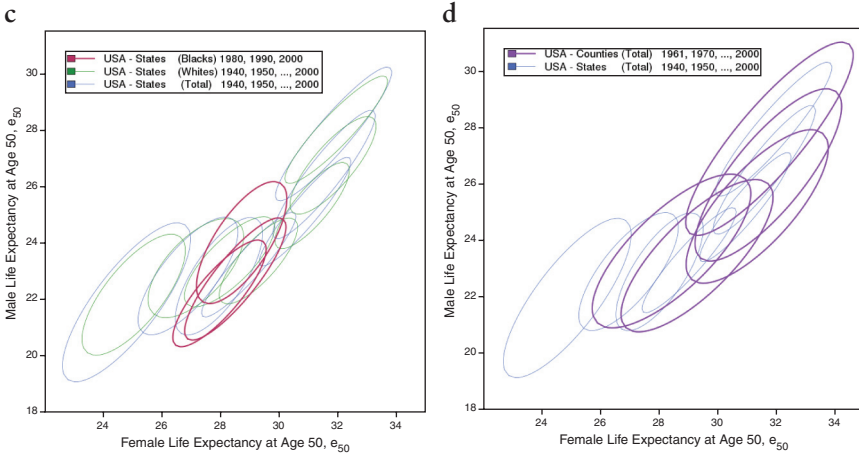 c
USA - States (Blacks) 1980, 1990, 2000
USA - States (Whites) 1940, 1950, ..., 2000
USA - States (Total) 1940, 1950, ..., 2000
Male Life Expectancy at Age 50, e50
30
28
26
24
22
20
18
24 26 28 30 32 34
Female Life Expectancy at Age 50, e50
d
USA - Counties (Total) 1961, 1970, ..., 2000
USA - States (Total) 1940, 1950, ..., 2000
Male Life Expectancy at Age 50, e50
30
28
26
24
22
20
18
24 26 28 30 32 34
Female Life Expectancy at Age 50, e50